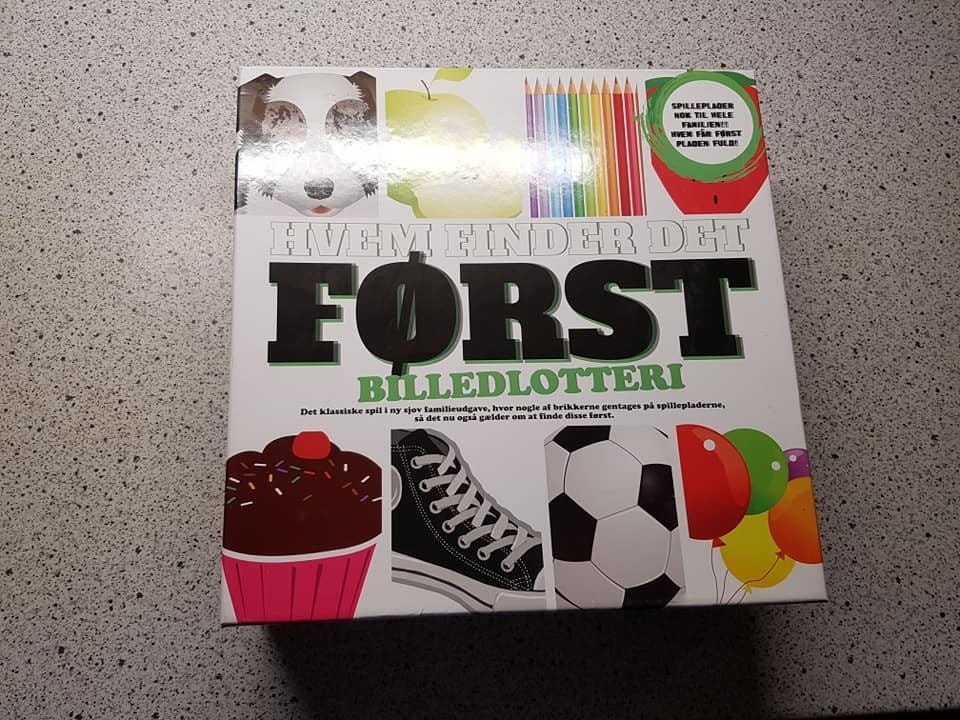 SPILLEPLADER
NOK TIL HELE
FAMILIEN!!
HVEM FÅR FØRST
PLADEN FULD!
HVEM FINDER DET
FØRST
BILLEDLOTTERI
Det klassiske spil i ny sjov familieudgave, hvor nogle af brikkerne gentages på spillepladerne,
så det nu også gælder om at finde disse først.